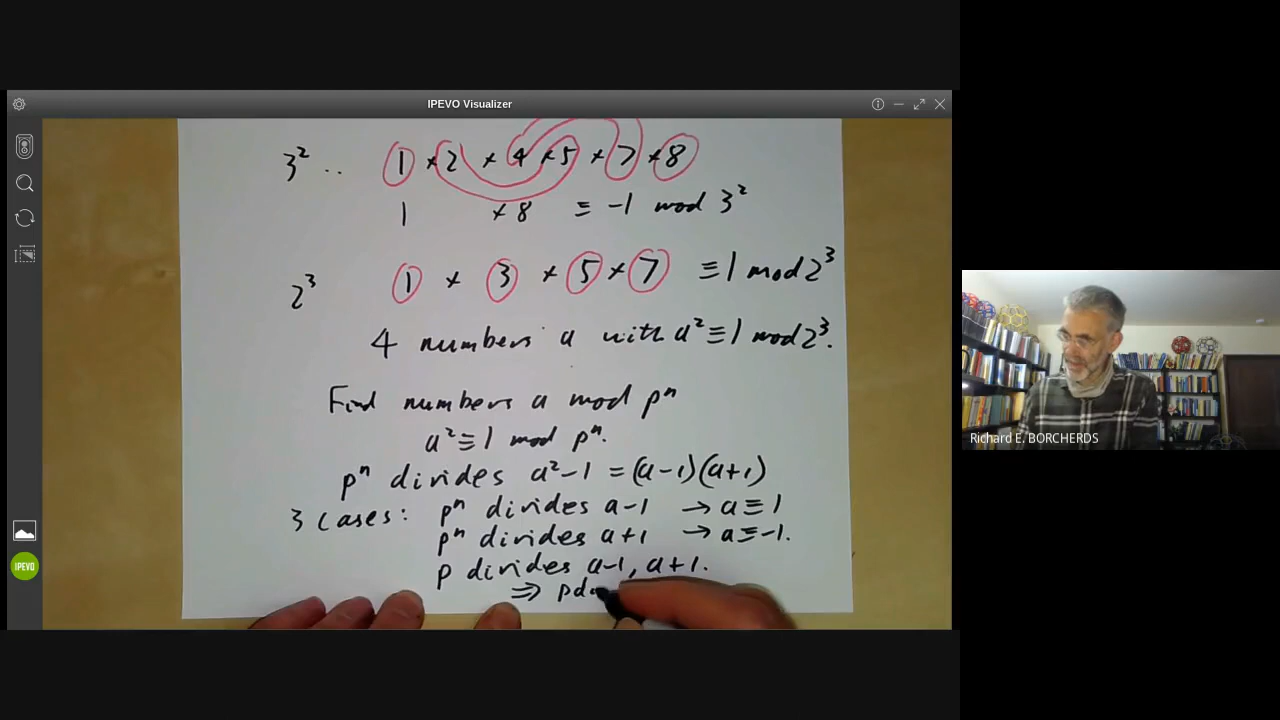 IPEVO Visualizer
3² .. 1 × 2 × 4 × 5 × 7 × 8
1 × 8 ≡ -1 mod 3²
2³ 1 × 3 × 5 × 7 ≡ 1 mod 2³
4 numbers a with a² ≡ 1 mod 2³.
Find numbers a mod pⁿ
a² ≡ 1 mod pⁿ.
pⁿ divides a² -1 = (a-1)(a+1)
3 cases: pⁿ divides a-1 → a ≡ 1
pⁿ divides a+1 → a ≡ -1.
p divides a-1, a+1.
⇒ p d
IPEVO
Richard E. BORCHERDS